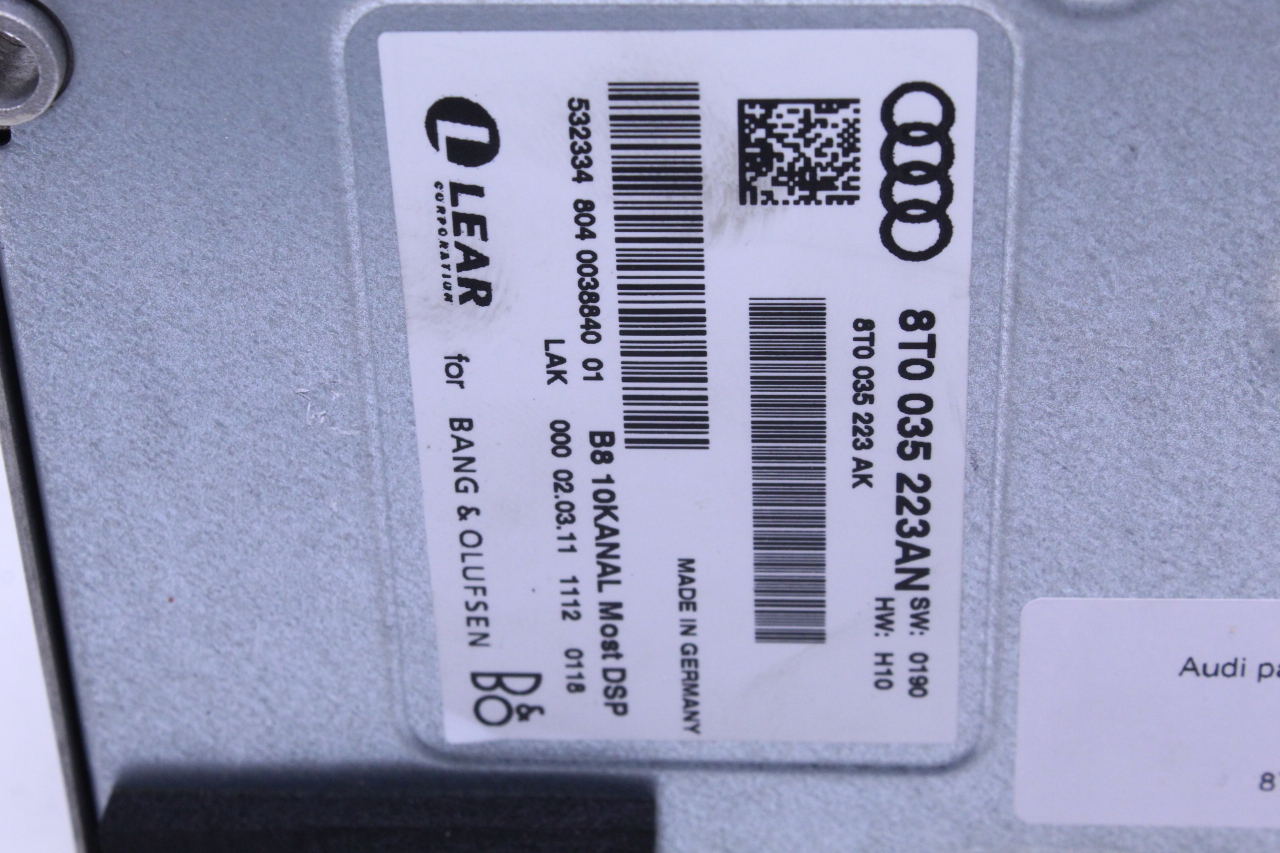 8T0 035 223AN
SW: 0190
8T0 035 223 AK
HW: H10
MADE IN GERMANY
532334 804 0038840 01
B8 10KANAL Most DSP
LAK 000 02.03.11 1112 0118
LEAR
CORPORATION
for BANG & OLUFSEN
B&O
Audi